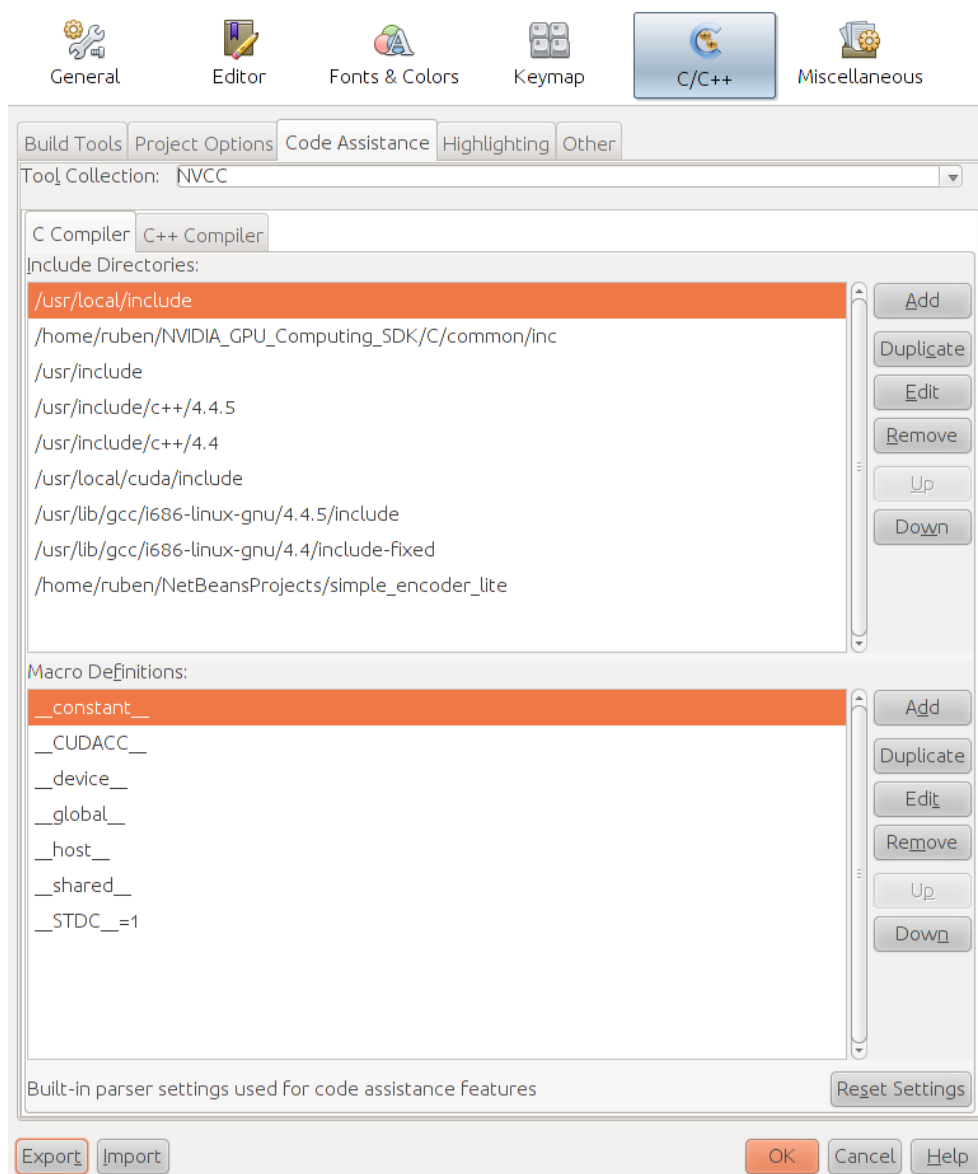 General Editor Fonts & Colors Keymap C/C++ Miscellaneous
Build Tools Project Options Code Assistance Highlighting Other
Tool Collection: NVCC
C Compiler C++ Compiler
Include Directories:
/usr/local/include
/home/ruben/NVIDIA_GPU_Computing_SDK/C/common/inc
/usr/include
/usr/include/c++/4.4.5
/usr/include/c++/4.4
/usr/local/cuda/include
/usr/lib/gcc/i686-linux-gnu/4.4.5/include
/usr/lib/gcc/i686-linux-gnu/4.4/include-fixed
/home/ruben/NetBeansProjects/simple_encoder_lite
Add
Duplicate
Edit
Remove
Up
Down
Macro Definitions:
__constant__
__CUDACC__
__device__
__global__
__host__
__shared__
__STDC__=1
Add
Duplicate
Edit
Remove
Up
Down
Built-in parser settings used for code assistance features Reset Settings
Export Import OK Cancel Help